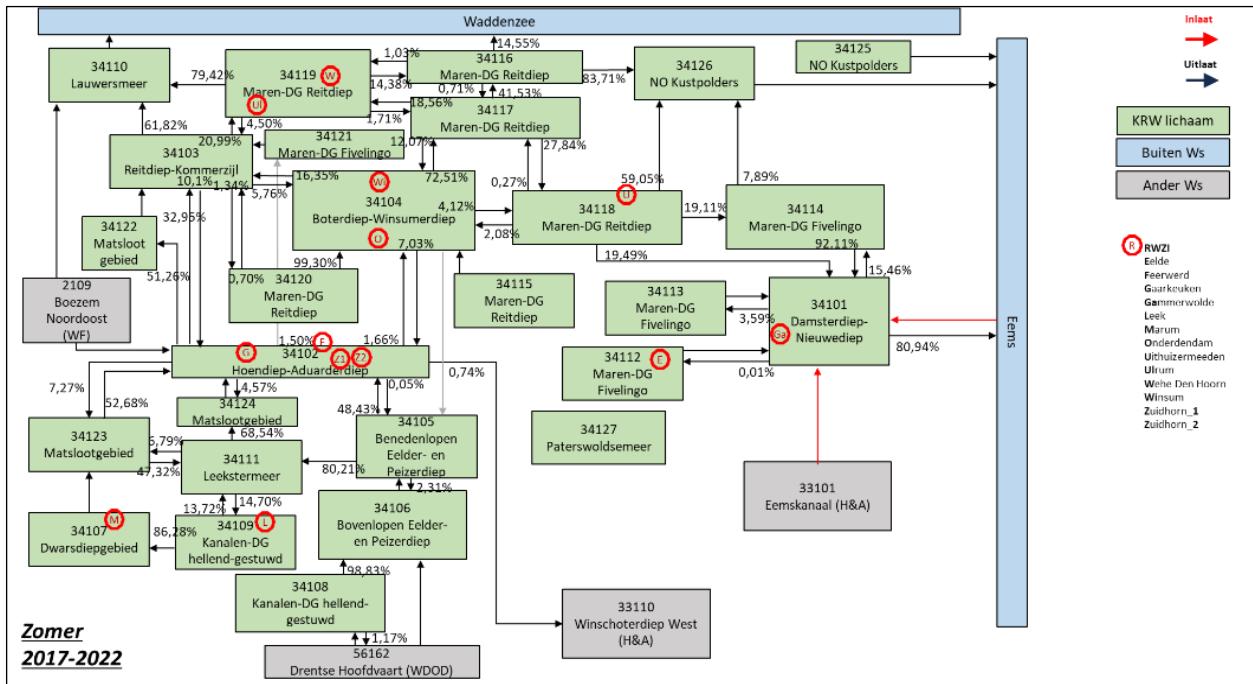 Waddenzee
14,55%
34110
Lauwersmeer
79,42%
34119
W
Maren-DG Reitdiep
Ul
1,03%
14,38%
34116
Maren-DG Reitdiep
83,71%
0,71%
41,53%
34126
NO Kustpolders
34125
NO Kustpolders
Inlaat
Uitlaat
KRW lichaam
Buiten Ws
Ander Ws
18,56%
1,71%
34117
Maren-DG Reitdiep
61,82%
20,99%
4,50%
34121
Maren-DG Fivelingo
12,07%
27,84%
34103
Reitdiep-Kommerzijl
10,1%
1,34%
16,35%
5,76%
72,51%
Wi
34104
Boterdiep-Winsumerdiep
O
4,12%
2,08%
7,03%
0,27%
59,05%
U
34118
Maren-DG Reitdiep
19,11%
7,89%
34114
Maren-DG Fivelingo
92.11%
15,46%
19,49%
34122
Matsloot
gebied
32,95%
51,26%
0,70%
99,30%
34120
Maren-DG
Reitdiep
34115
Maren-DG
Reitdiep
2109
Boezem
Noordoost
(WF)
34113
Maren-DG
Fivelingo
3,59%
34101
Damsterdiep-
Nieuwediep
Ga
80,94%
Eems
R
RWZI
Eelde
Feerwerd
Gaarkeuken
Gammerwolde
Leek
Marum
Onderdendam
Uithuizermeeden
Ulrum
Wehe Den Hoorn
Winsum
Zuidhorn_1
Zuidhorn_2
1,50%
F
1,66%
G
34102
Z1
Z2
Hoendiep-Aduarderdiep
0,74%
0,05%
34112
E
Maren-DG
Fivelingo
0,01%
7,27%
52,68%
4,57%
34124
Matslootgebied
48,43%
34105
Benedenlopen
Eelder- en
Peizerdiep
34127
Paterswoldsemeer
34123
Matslootgebied
6,79%
47,32%
68,54%
34111
Leekstermeer
80,21%
2,31%
33101
Eemskanaal (H&A)
13,72%
14,70%
34106
Bovenlopen Eelder-
en Peizerdiep
M
34107
Dwarsdiepgebied
86,28%
34109
L
Kanalen-DG
hellend-gestuwd
98,83%
34108
Kanalen-DG hellend-
gestuwd
1,17%
33110
Winschoterdiep West
(H&A)
56162
Drentse Hoofdvaart (WDOD)
Zomer
2017-2022